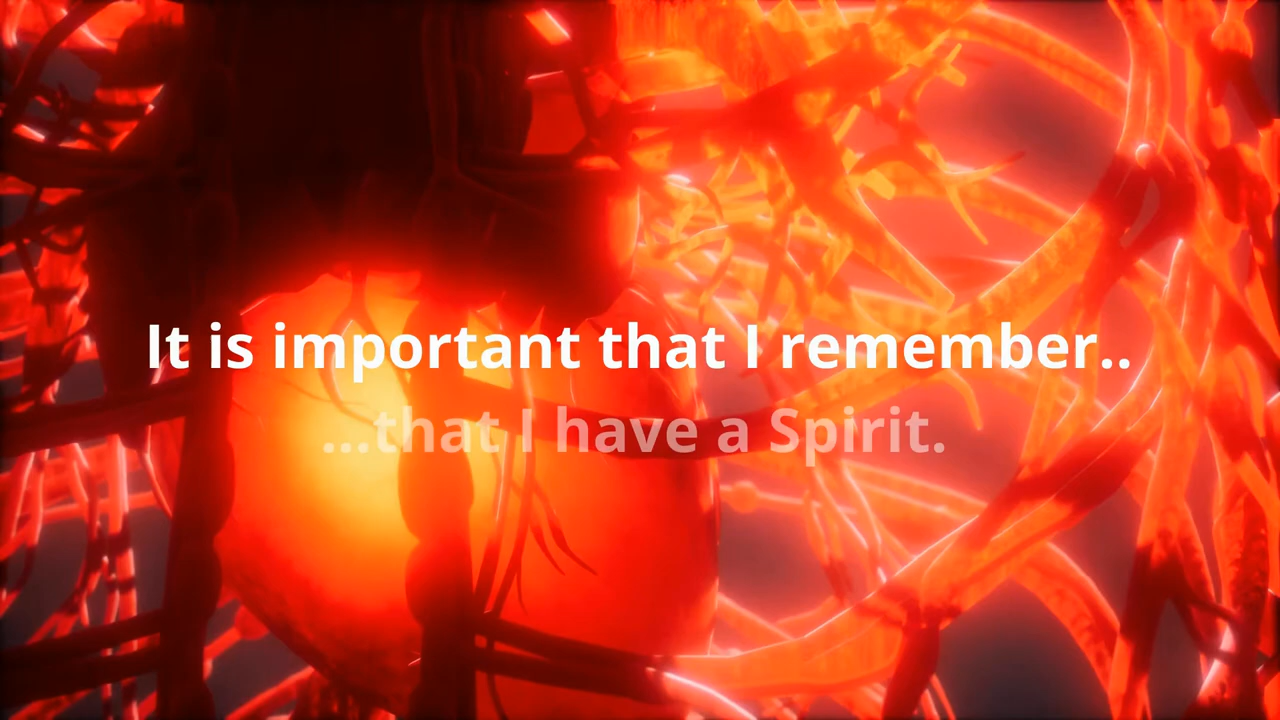 It is important that I remember..
...that I have a Spirit.